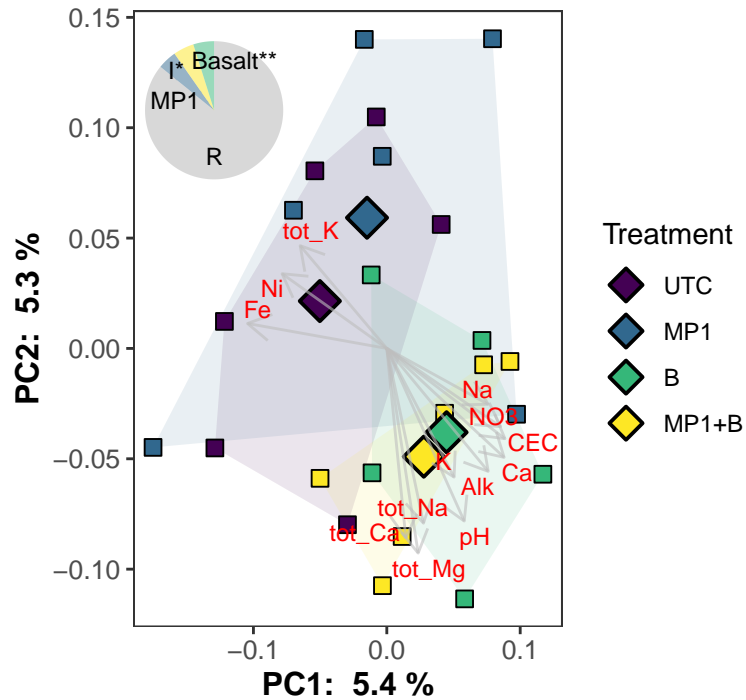 0.15
0.10
0.05
0.00
−0.05
−0.10
PC2:  5.3 %
Basalt**
I*
MP1
R
tot_K
Ni
Fe
Na
NO3
CEC
K
Ca
Alk
tot_Na
tot_Ca
pH
tot_Mg
−0.1
0.0
0.1
PC1:  5.4 %
Treatment
UTC
MP1
B
MP1+B